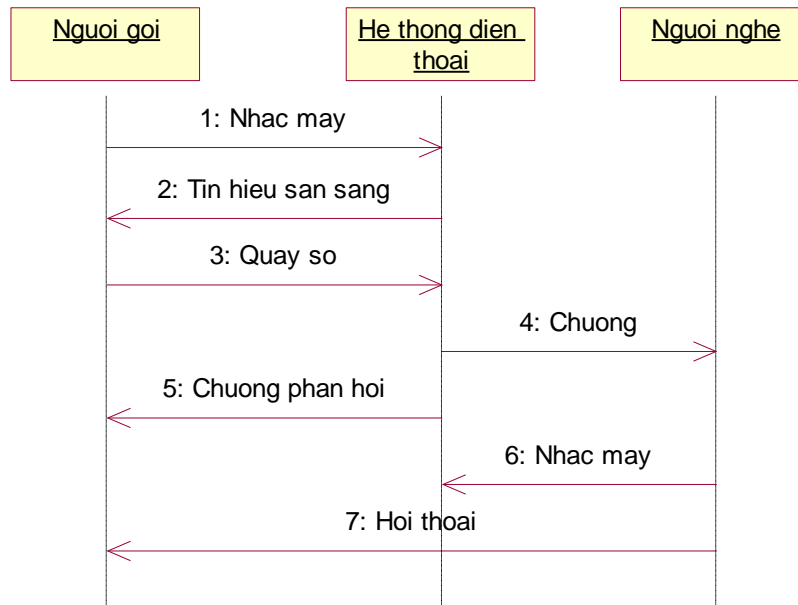 Nguoi goi
He thong dien
thoai
Nguoi nghe
1: Nhac may
2: Tin hieu san sang
3: Quay so
4: Chuong
5: Chuong phan hoi
6: Nhac may
7: Hoi thoai